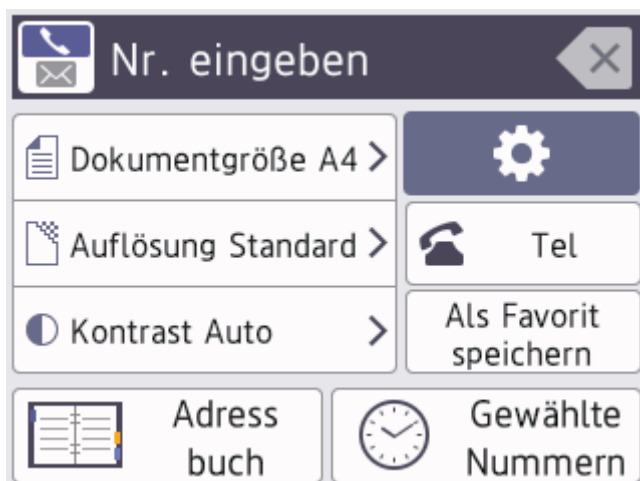 Nr. eingeben
Dokumentgröße A4
Auflösung Standard
Tel
Kontrast Auto
Als Favorit
speichern
Adress
buch
Gewählte
Nummern